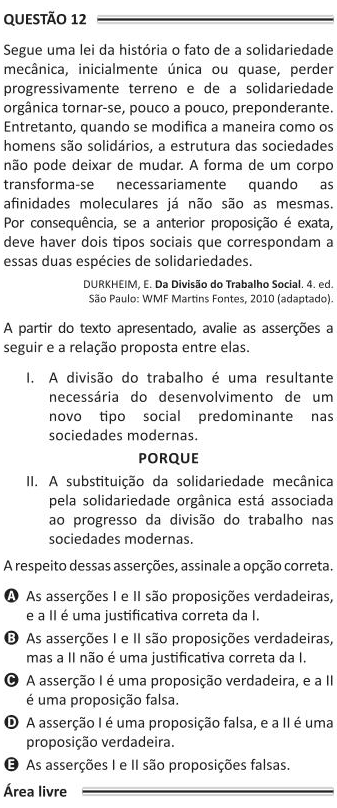 QUESTÃO 12
Segue uma lei da história o fato de a solidariedade
mecânica, inicialmente única ou quase, perder
progressivamente terreno e de a solidariedade
orgânica tornar-se, pouco a pouco, preponderante.
Entretanto, quando se modifica a maneira como os
homens são solidários, a estrutura das sociedades
não pode deixar de mudar. A forma de um corpo
transforma-se necessariamente quando as
afinidades moleculares já não são as mesmas.
Por consequência, se a anterior proposição é exata,
deve haver dois tipos sociais que correspondam a
essas duas espécies de solidariedades.
DURKHEIM, E. Da Divisão do Trabalho Social. 4. ed.
São Paulo: WMF Martins Fontes, 2010 (adaptado).
A partir do texto apresentado, avalie as asserções a
seguir e a relação proposta entre elas.
I. A divisão do trabalho é uma resultante
necessária do desenvolvimento de um
novo tipo social predominante nas
sociedades modernas.
PORQUE
II. A substituição da solidariedade mecânica
pela solidariedade orgânica está associada
ao progresso da divisão do trabalho nas
sociedades modernas.
A respeito dessas asserções, assinale a opção correta.
A As asserções I e II são proposições verdadeiras,
e a II é uma justificativa correta da I.
B As asserções I e II são proposições verdadeiras,
mas a II não é uma justificativa correta da I.
C A asserção I é uma proposição verdadeira, e a II
é uma proposição falsa.
D A asserção I é uma proposição falsa, e a II é uma
proposição verdadeira.
E As asserções I e II são proposições falsas.
Área livre